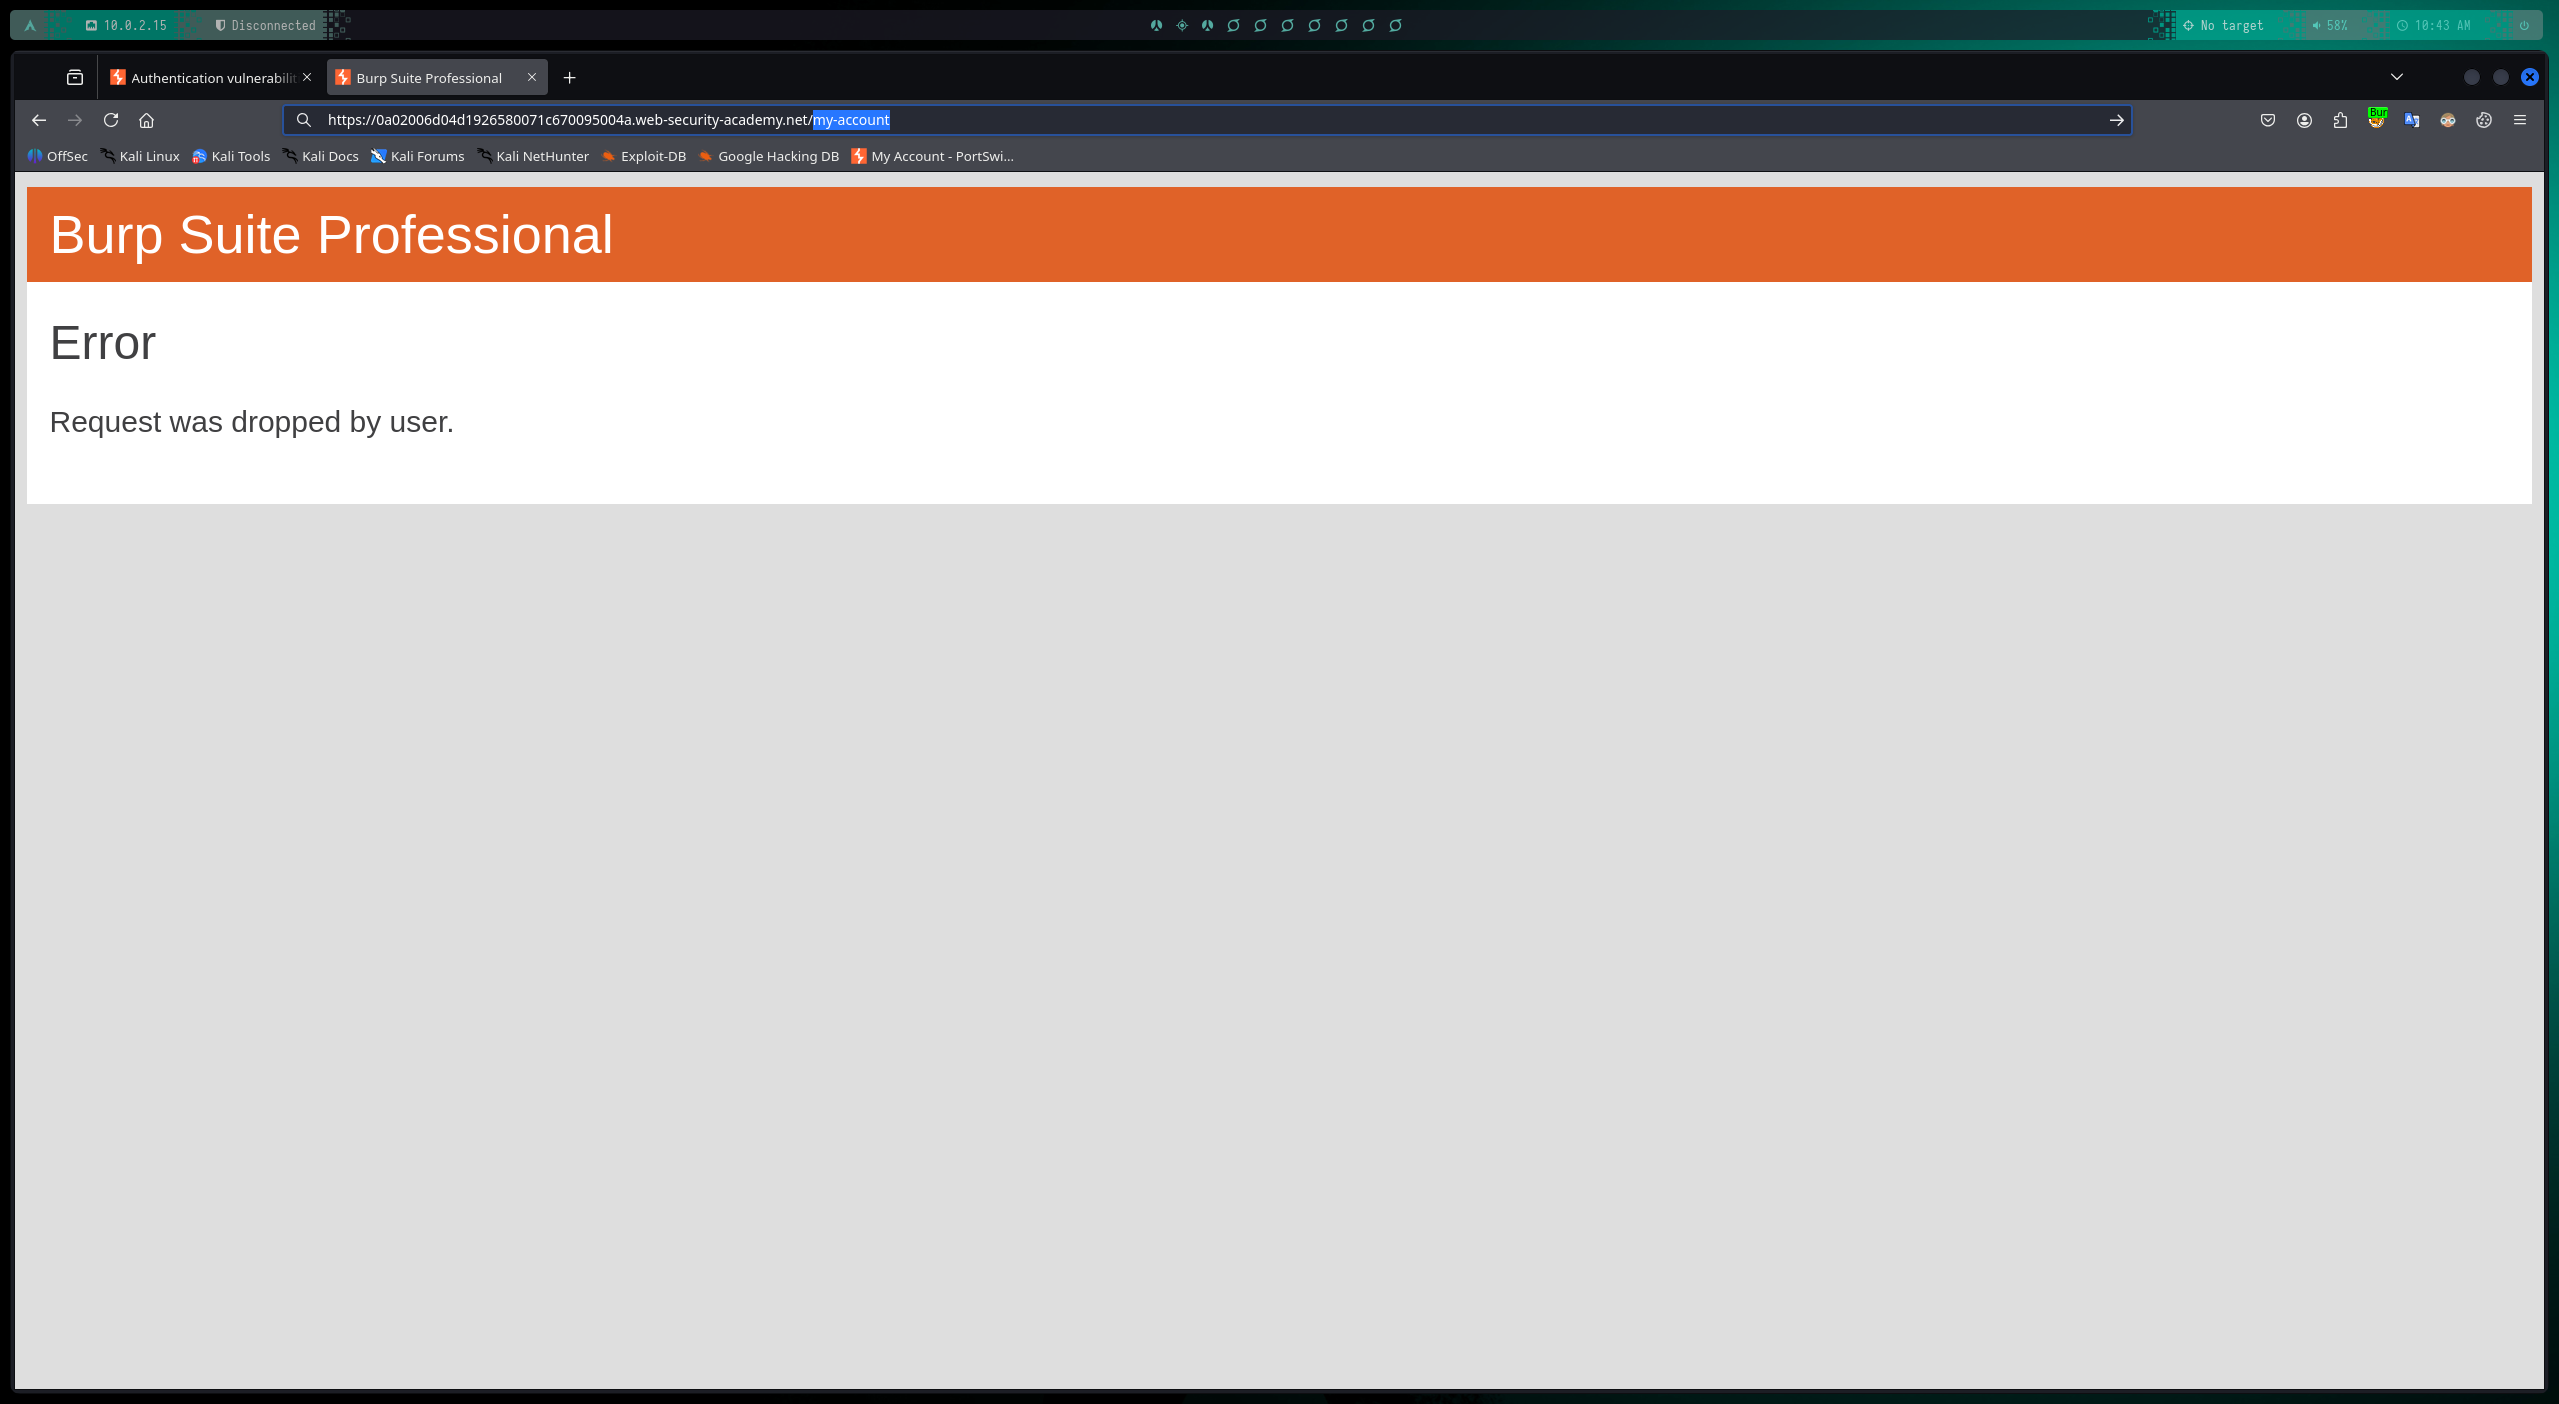 10.0.2.15 Disconnected No target 58% 10:43 AM
Authentication vulnerabilit Burp Suite Professional
https://0a02006d04d1926580071c670095004a.web-security-academy.net/my-account Bur
OffSec Kali Linux Kali Tools Kali Docs Kali Forums Kali NetHunter Exploit-DB Google Hacking DB My Account - PortSwi...
Burp Suite Professional
Error
Request was dropped by user.